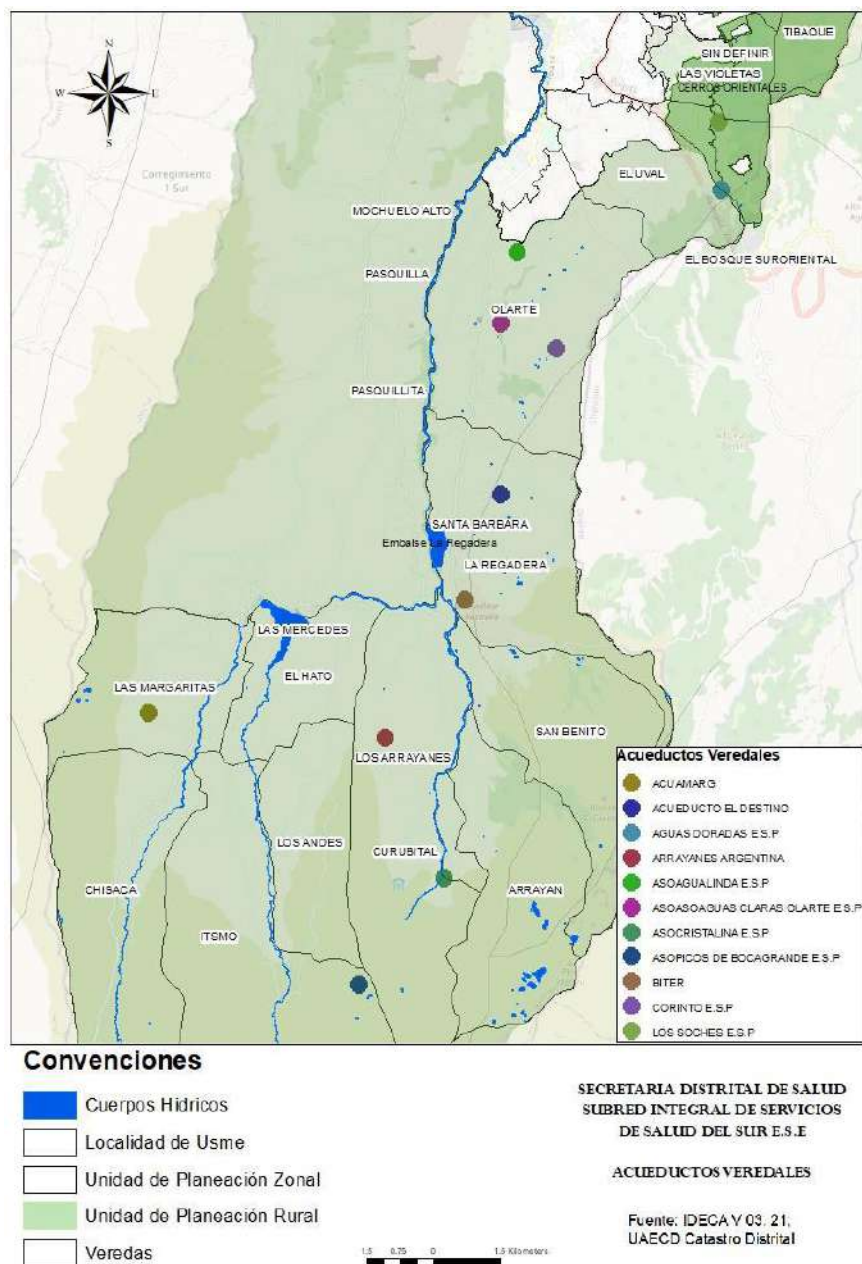 TIBAQUE
SIN DEFINIR
LAS VIOLETAS
CERROS ORIENTALES
N
W
E
S
Corregimiento
1 Sur
EL UVAL
MOCHUELO ALTO
EL BOSQUE SURORIENTAL
PASQUILLA
OLARTE
PASQUILLITA
SANTA BARBARA
Embalse La Regadera
LA REGADERA
LAS MERCEDES
EL HATO
LAS MARGARITAS
SAN BENITO
LOS ARRAYANES
LOS ANDES
CURUBITAL
CHISACA
ARRAYAN
ITSMO
Acueductos Veredales
ACUAMARG
ACUEDUCTO EL DESTINO
AGUAS DORADAS E.S.P
ARRAYANES ARGENTINA
ASOAGUALINDA E.S.P
ASOASOAGUAS CLARAS OLARTE E.S.P
ASOCRISTALINA E.S.P
ASOPICOS DE BOCAGRANDE E.S.P
BITER
CORINTO E.S.P
LOS SOCHES E.S.P
Convenciones
Cuerpos Hídricos
Localidad de Usme
Unidad de Planeación Zonal
Unidad de Planeación Rural
Veredas
SECRETARIA DISTRITAL DE SALUD
SUBRED INTEGRAL DE SERVICIOS
DE SALUD DEL SUR E.S.E
ACUEDUCTOS VEREDALES
Fuente: IDECA V 03. 21;
UAECD Catastro Distrital
1.5 0.75 0 1.5 Kilometers